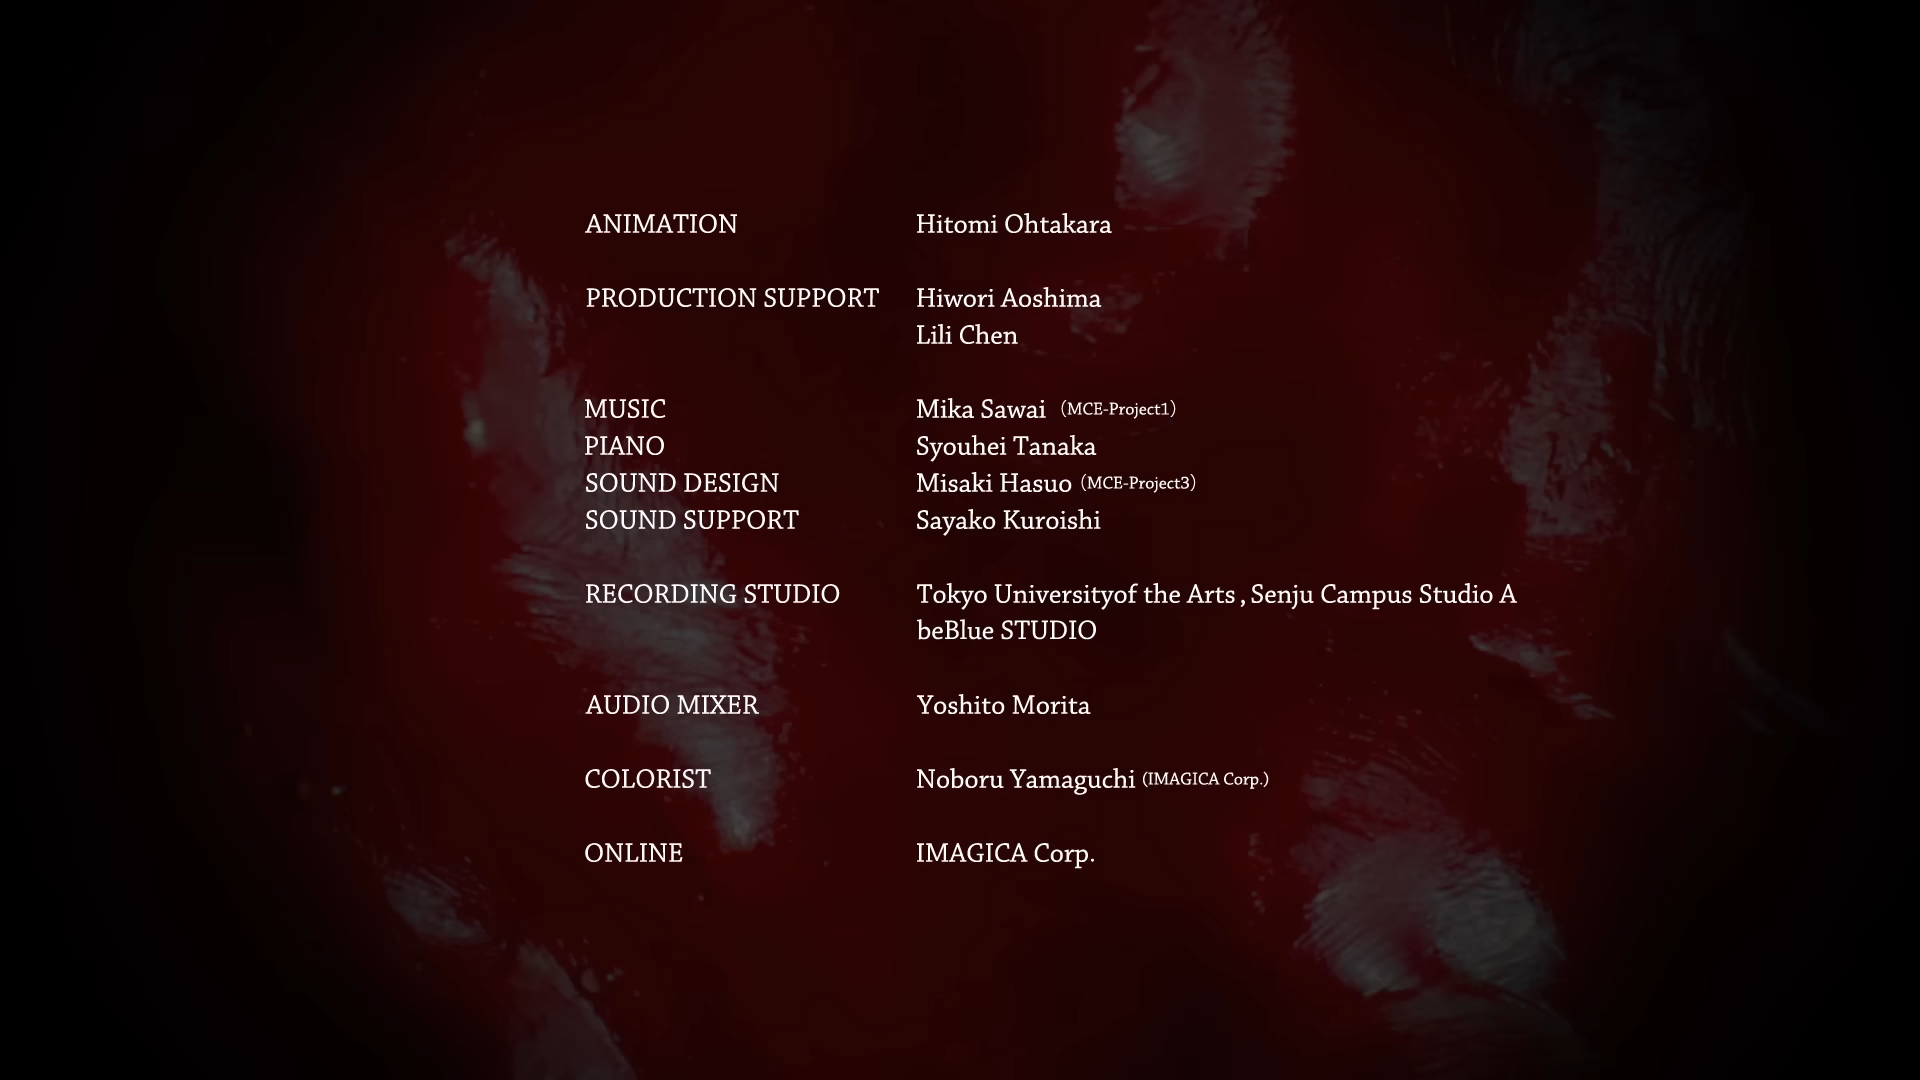 ANIMATION Hitomi Ohtakara
PRODUCTION SUPPORT Hiwori Aoshima
Lili Chen
MUSIC Mika Sawai （MCE-Project1）
PIANO Syouhei Tanaka
SOUND DESIGN Misaki Hasuo（MCE-Project3）
SOUND SUPPORT Sayako Kuroishi
RECORDING STUDIO Tokyo Universityof the Arts , Senju Campus Studio A
beBlue STUDIO
AUDIO MIXER Yoshito Morita
COLORIST Noboru Yamaguchi (IMAGICA Corp.)
ONLINE IMAGICA Corp.